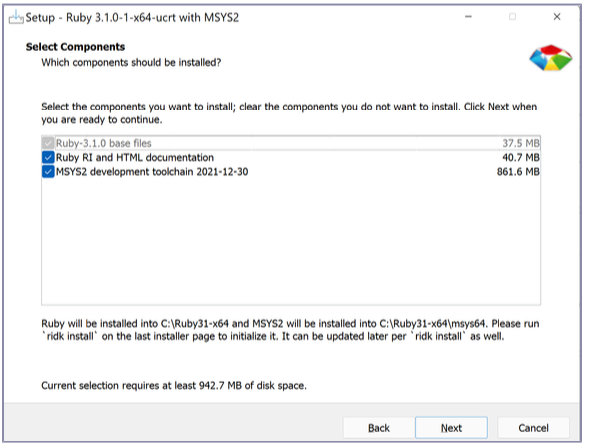 Setup - Ruby 3.1.0-1-x64-ucrt with MSYS2
Select Components
Which components should be installed?
Select the components you want to install; clear the components you do not want to install. Click Next when
you are ready to continue.
Ruby-3.1.0 base files 37.5 MB
Ruby RI and HTML documentation 40.7 MB
MSYS2 development toolchain 2021-12-30 861.6 MB
Ruby will be installed into C:\Ruby31-x64 and MSYS2 will be installed into C:\Ruby31-x64\msys64. Please run
`ridk install` on the last installer page to initialize it. It can be updated later per `ridk install` as well.
Current selection requires at least 942.7 MB of disk space.
Back Next Cancel